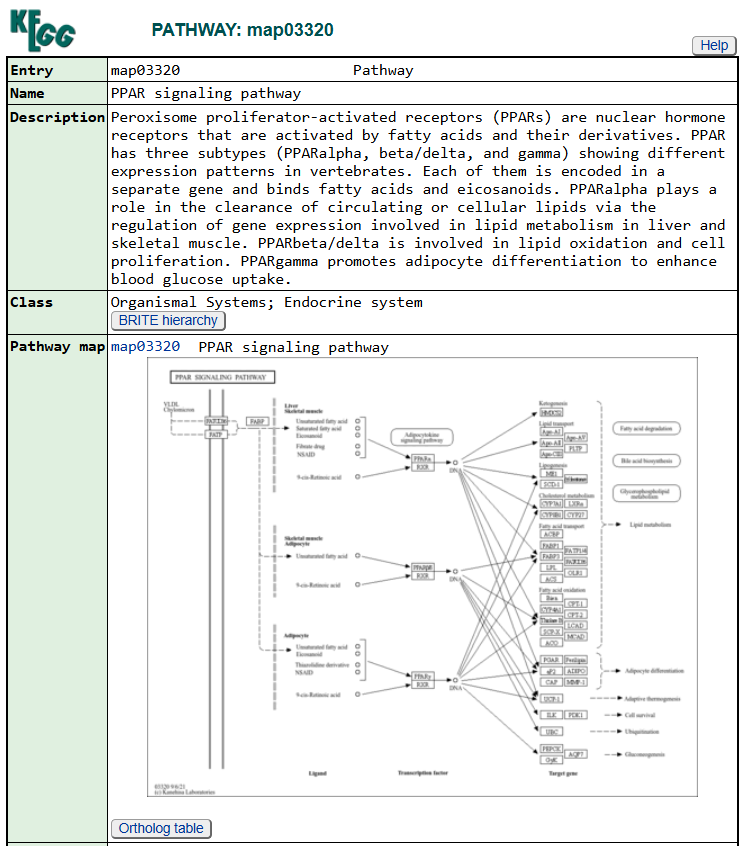 KEGG
PATHWAY: map03320
Help
Entry map03320 Pathway
Name PPAR signaling pathway
Description Peroxisome proliferator-activated receptors (PPARs) are nuclear hormone
receptors that are activated by fatty acids and their derivatives. PPAR
has three subtypes (PPARalpha, beta/delta, and gamma) showing different
expression patterns in vertebrates. Each of them is encoded in a
separate gene and binds fatty acids and eicosanoids. PPARalpha plays a
role in the clearance of circulating or cellular lipids via the
regulation of gene expression involved in lipid metabolism in liver and
skeletal muscle. PPARbeta/delta is involved in lipid oxidation and cell
proliferation. PPARgamma promotes adipocyte differentiation to enhance
blood glucose uptake.
Class Organismal Systems; Endocrine system
BRITE hierarchy
Pathway map map03320 PPAR signaling pathway
PPAR SIGNALING PATHWAY
VLDL
Chylomicron
FATP
FABP
Liver
Skeletal muscle
Unsaturated fatty acid
Saturated fatty acid
Eicosanoid
Fibrate drug
NSAID
9-cis-Retinoic acid
Adipocytokine
signaling pathway
PPARα
RXR
DNA
Skeletal muscle
Adipocyte
Unsaturated fatty acid
9-cis-Retinoic acid
PPARβ/δ
RXR
DNA
Adipocyte
Unsaturated fatty acid
Eicosanoid
Thiazolidine derivative
NSAID
9-cis-Retinoic acid
PPARγ
RXR
DNA
Ketogenesis
HMGCS2
Lipid transport
Apo-AI
Apo-AII
Apo-CIII
Apo-AV
PLTP
Lipogenesis
ME1
SCD-1
Cholesterol metabolism
CYP7A1 LXRα
CYP8B1 CYP27
Fatty acid transport
ACBP
FABP1
FABP3
LPL
ACS
OLR1
Fatty acid oxidation
CYP4A1
SCP-X
ACO
CPT-1
CPT-2
LCAD
MCAD
PGAR Perilipin
aP2 ADIPO
CAP MMP-1
UCP-1
ILK PDK1
UBC
PEPCK
GyK
AQP7
Fatty acid degradation
Bile acid biosynthesis
Glycerophospholipid
metabolism
Lipid metabolism
Adipocyte differentiation
Adaptive thermogenesis
Cell survival
Ubiquitination
Gluconeogenesis
Ligand Transcription factor Target gene
03320 9/6/21
(c) Kanehisa Laboratories
Ortholog table